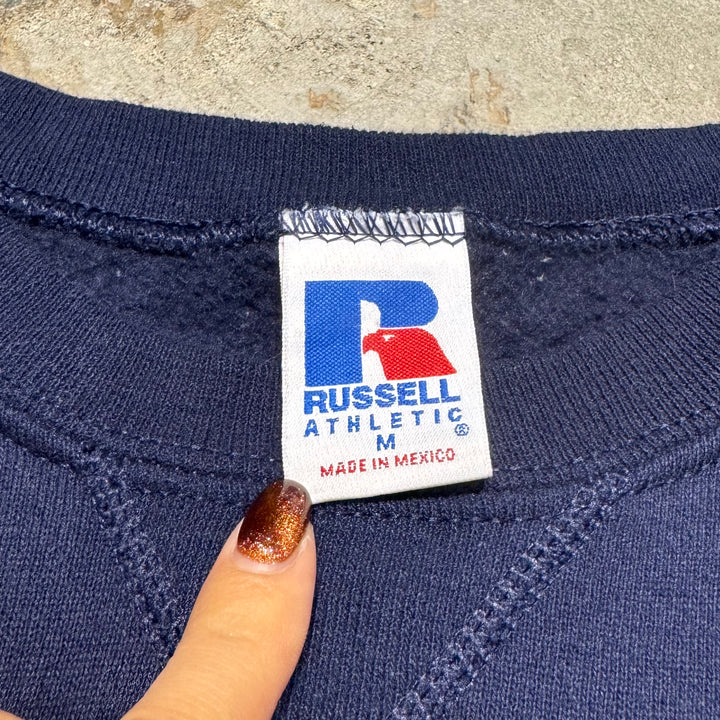 R
RUSSELL
ATHLETIC
®
M
MADE IN MEXICO